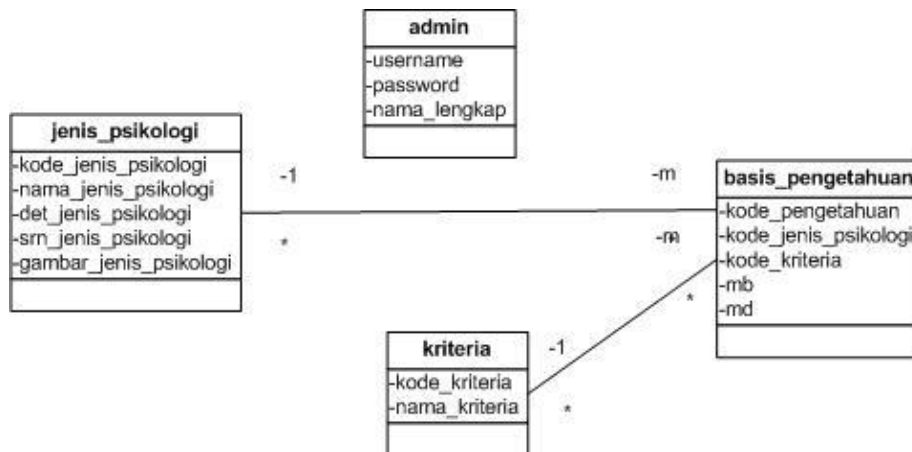 admin
-username
-password
-nama_lengkap
jenis_psikologi
-kode_jenis_psikologi
-nama_jenis_psikologi
-det_jenis_psikologi
-srn_jenis_psikologi
-gambar_jenis_psikologi
-1
*
-m
-m
*
basis_pengetahuan
-kode_pengetahuan
-kode_jenis_psikologi
-kode_kriteria
-mb
-md
kriteria
-kode_kriteria
-nama_kriteria
-1
*